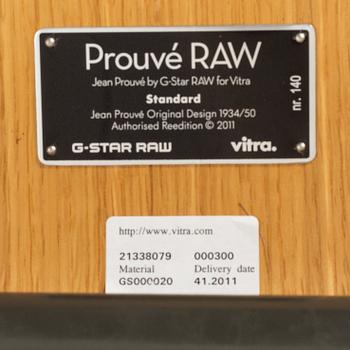 Prouvé RAW
Jean Prouvé by G-Star RAW for Vitra
Standard
Jean Prouvé Original Design 1934/50
Authorised Reedition © 2011
G-STAR RAW vitra.
nr. 140
http://www.vitra.com
21338079 000300
Material Delivery date
GS000020 41.2011